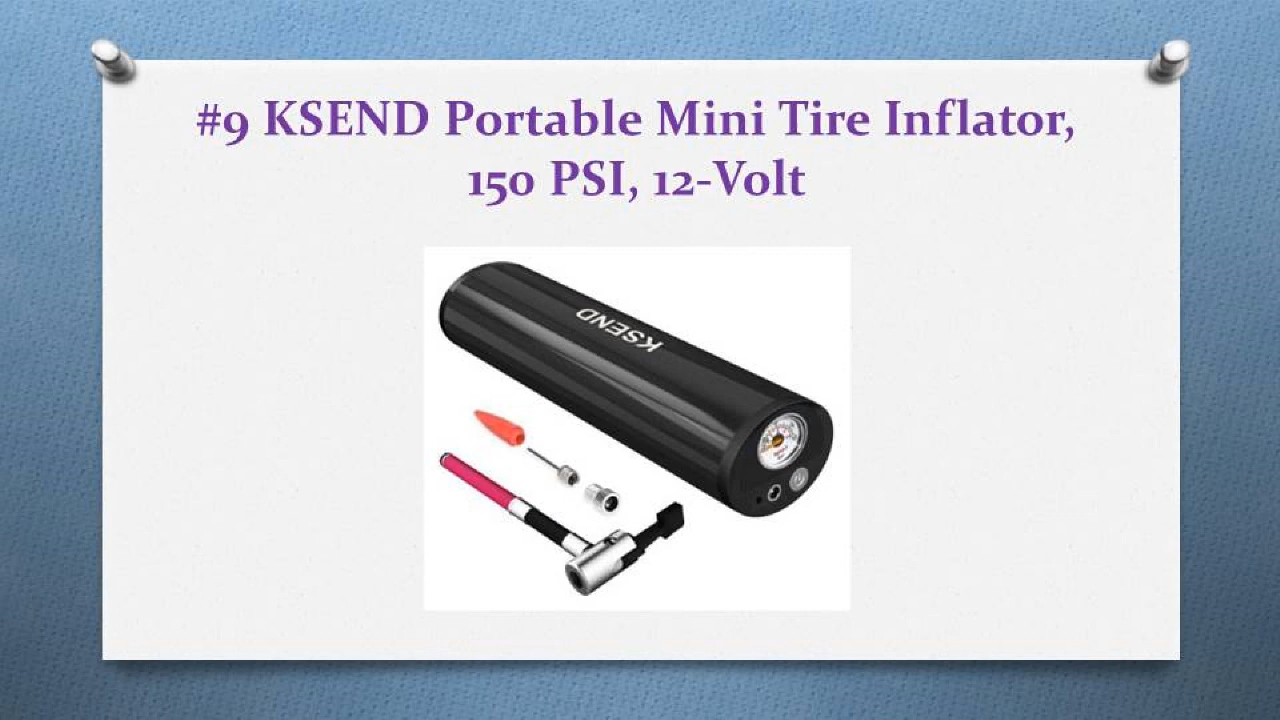 #9 KSEND Portable Mini Tire Inflator,
150 PSI, 12-Volt
KSEND